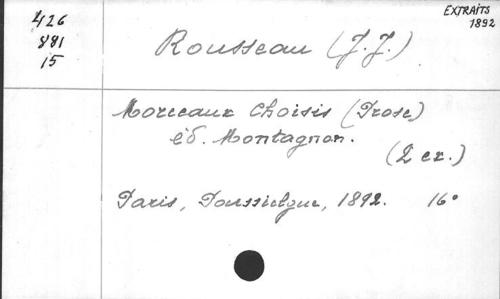 426
881
15
EXTRAITS
1892
Rousseau (J.J.)
Morceaux choisis (Prose)
éd. Montagnon.
(2 ex.)
Paris, Poussielgue, 1892. 16°